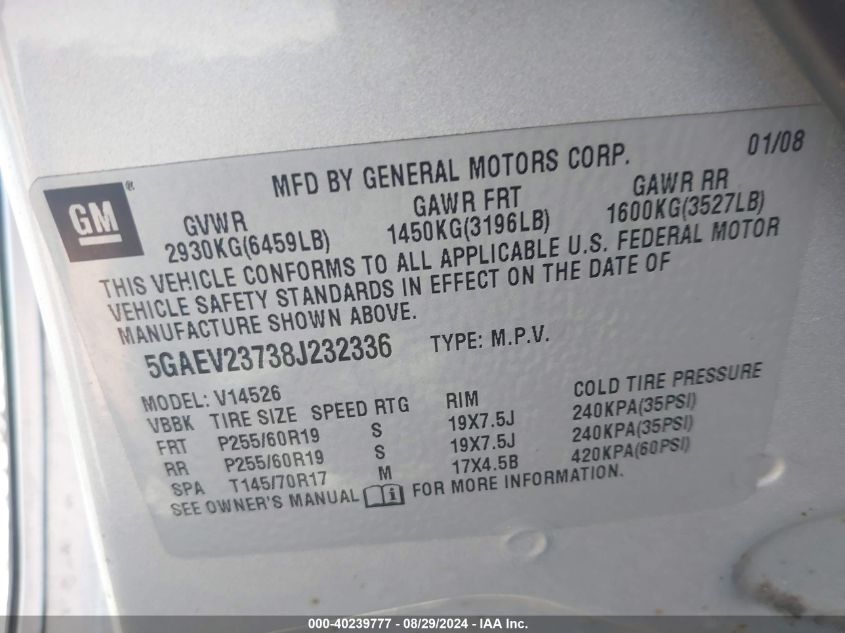 GM ®
MFD BY GENERAL MOTORS CORP. 01/08
GVWR GAWR FRT GAWR RR
2930KG(6459LB) 1450KG(3196LB) 1600KG(3527LB)
THIS VEHICLE CONFORMS TO ALL APPLICABLE U.S. FEDERAL MOTOR
VEHICLE SAFETY STANDARDS IN EFFECT ON THE DATE OF
MANUFACTURE SHOWN ABOVE.
5GAEV23738J232336 TYPE: M.P.V.
MODEL: V14526
VBBK TIRE SIZE SPEED RTG RIM COLD TIRE PRESSURE
FRT P255/60R19 S 19X7.5J 240KPA(35PSI)
RR P255/60R19 S 19X7.5J 240KPA(35PSI)
SPA T145/70R17 M 17X4.5B 420KPA(60PSI)
SEE OWNER'S MANUAL i FOR MORE INFORMATION.
000-40239777 - 08/29/2024 - IAA Inc.